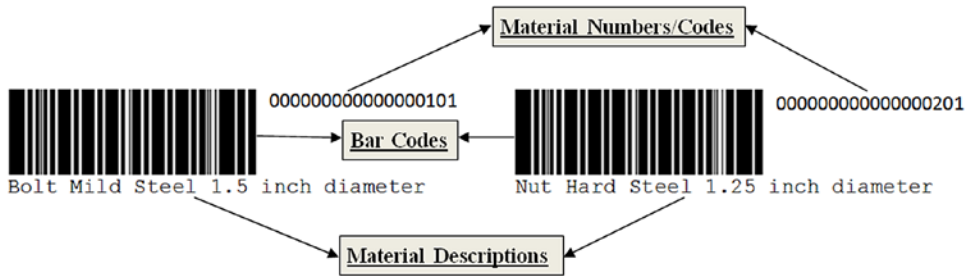 Material Numbers/Codes
000000000000000101
000000000000000201
Bar Codes
Bolt Mild Steel 1.5 inch diameter
Nut Hard Steel 1.25 inch diameter
Material Descriptions